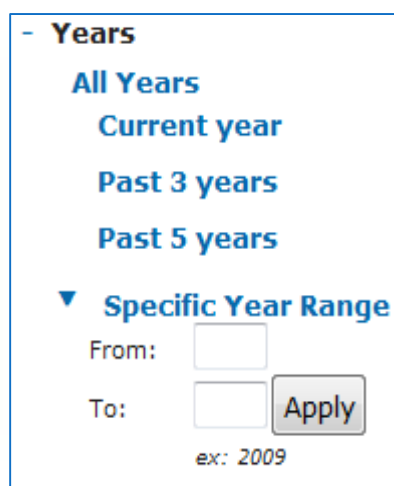 - Years
All Years
Current year
Past 3 years
Past 5 years
▼ Specific Year Range
From:
To: Apply
ex: 2009